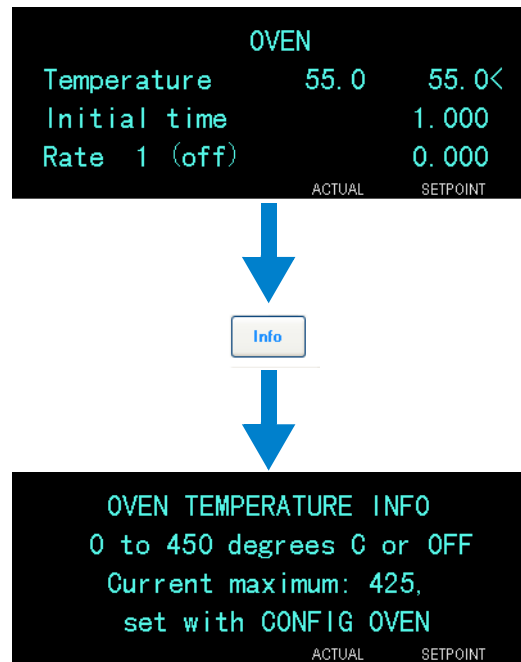 OVEN
Temperature 55.0 55.0<
Initial time 1.000
Rate 1 (off) 0.000
ACTUAL SETPOINT
Info
OVEN TEMPERATURE INFO
0 to 450 degrees C or OFF
Current maximum: 425,
set with CONFIG OVEN
ACTUAL SETPOINT